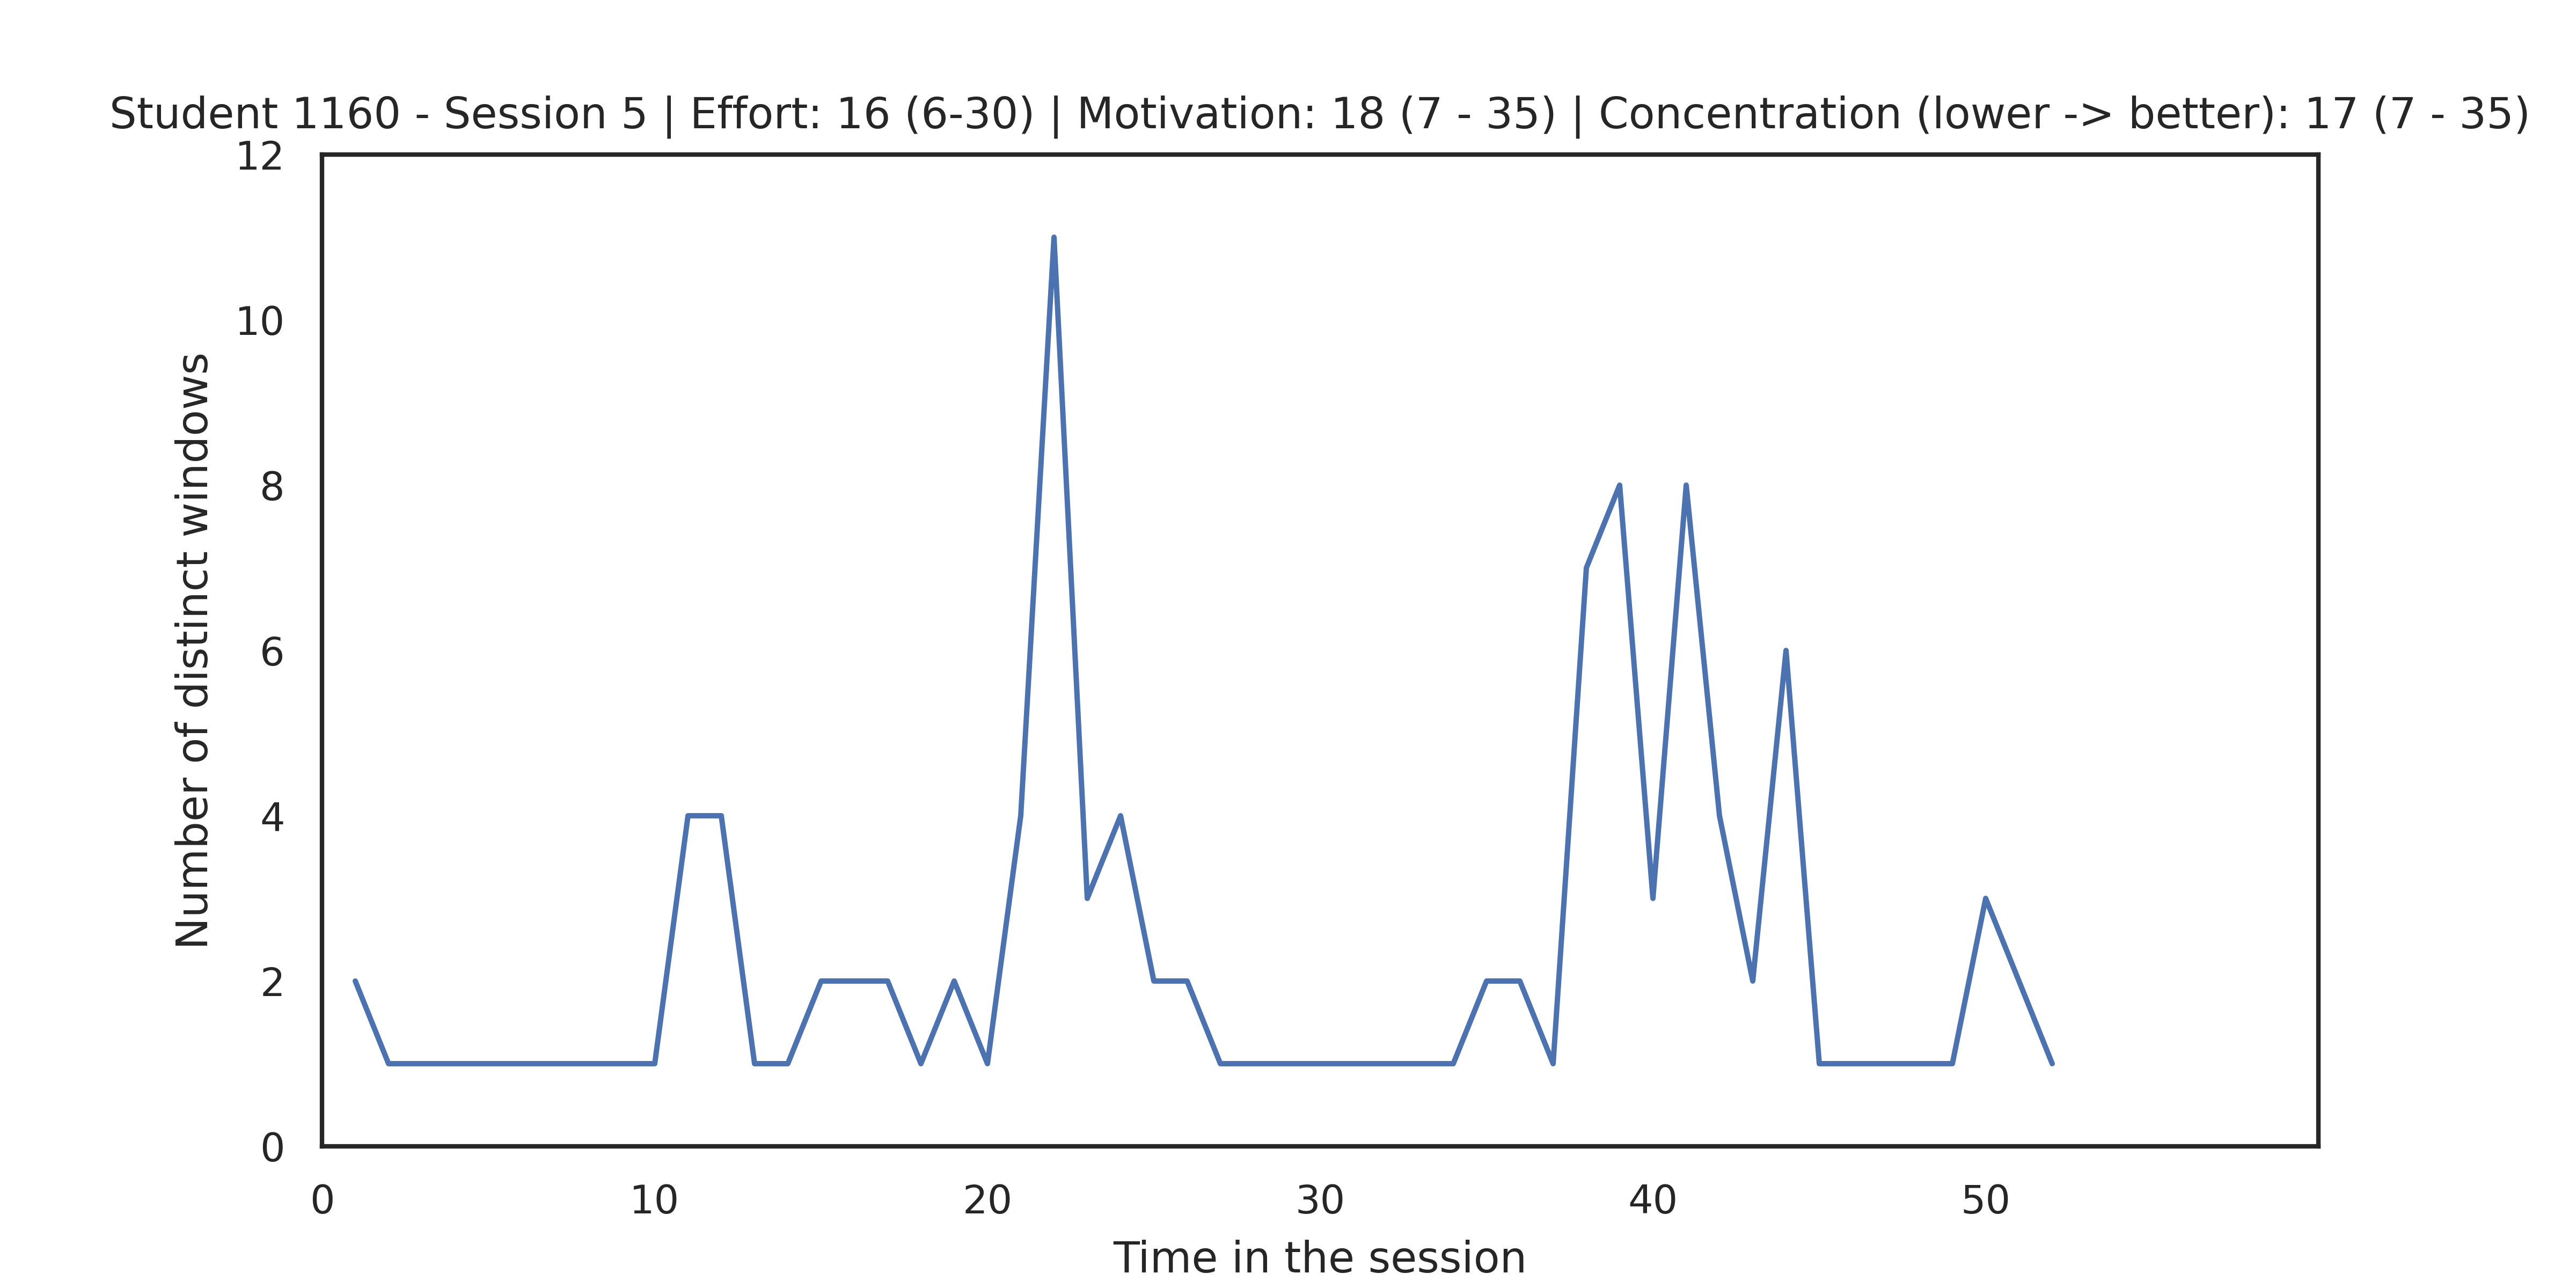 Student 1160 - Session 5 | Effort: 16 (6-30) | Motivation: 18 (7 - 35) | Concentration (lower -> better): 17 (7 - 35)
12
10
8
6
4
2
0
Number of distinct windows
0 10 20 30 40 50
Time in the session